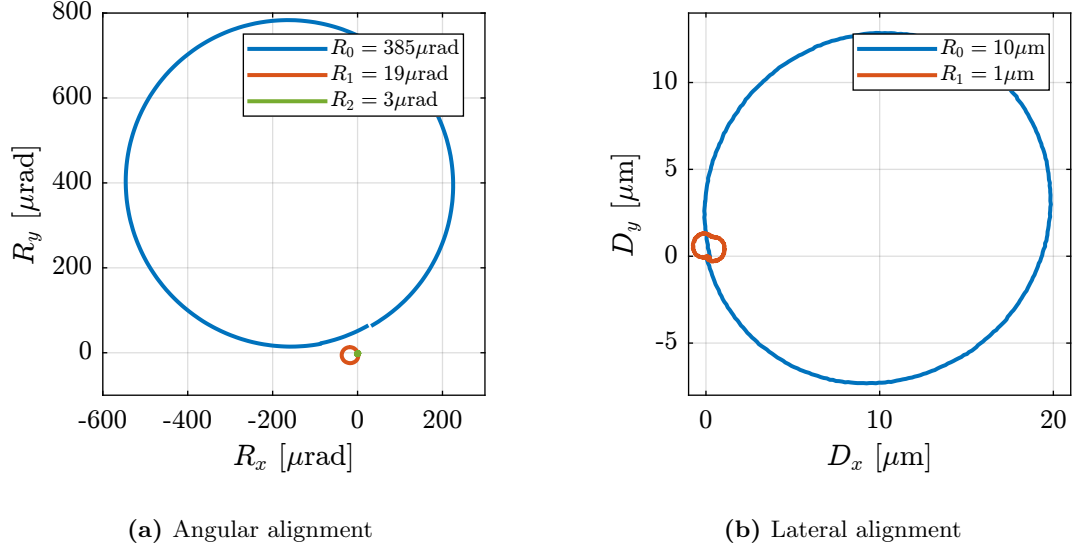 800
600
400
200
0
-600
-400
-200
0
200
R_y [μrad]
R_x [μrad]
R_0 = 385μrad
R_1 = 19μrad
R_2 = 3μrad
(a) Angular alignment
10
5
0
-5
0
10
20
D_y [μm]
D_x [μm]
R_0 = 10μm
R_1 = 1μm
(b) Lateral alignment